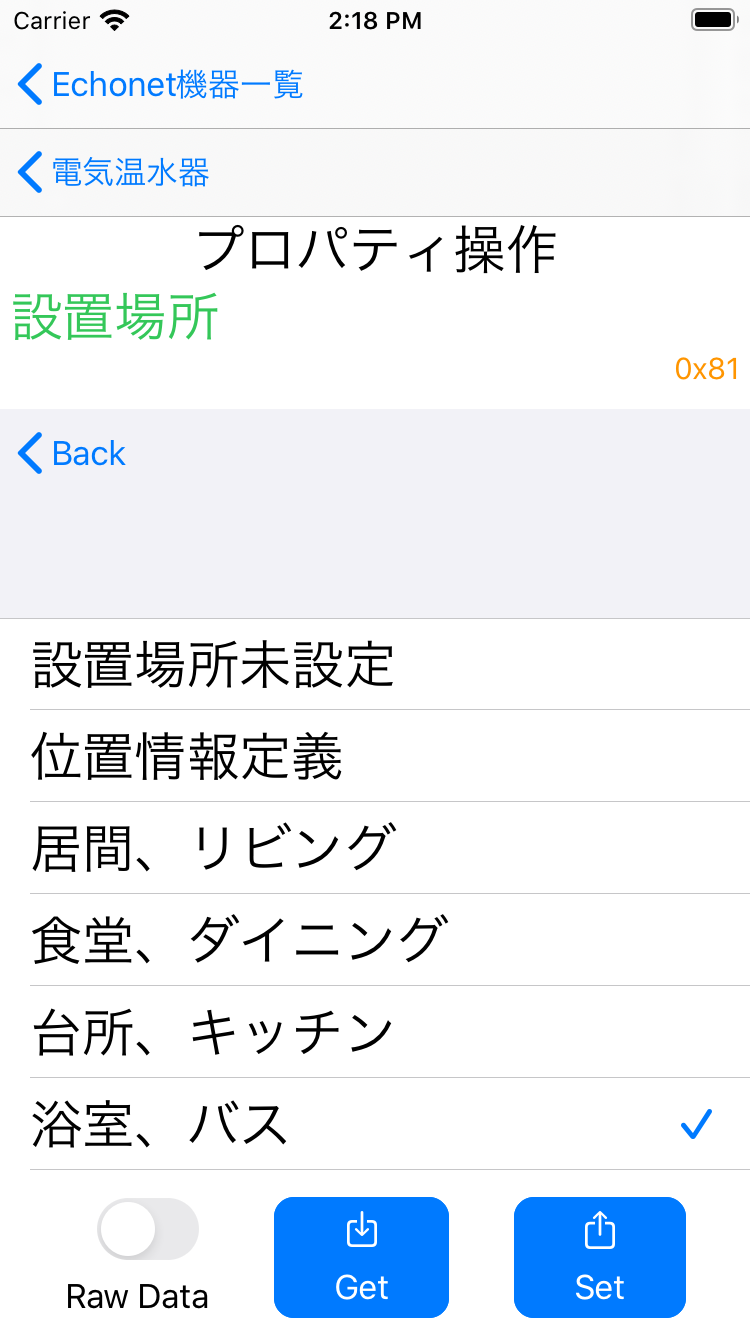 Carrier 2:18 PM
Echonet機器一覧
電気温水器
プロパティ操作
設置場所
0x81
Back
設置場所未設定
位置情報定義
居間、リビング
食堂、ダイニング
台所、キッチン
浴室、バス
Raw Data
Get
Set